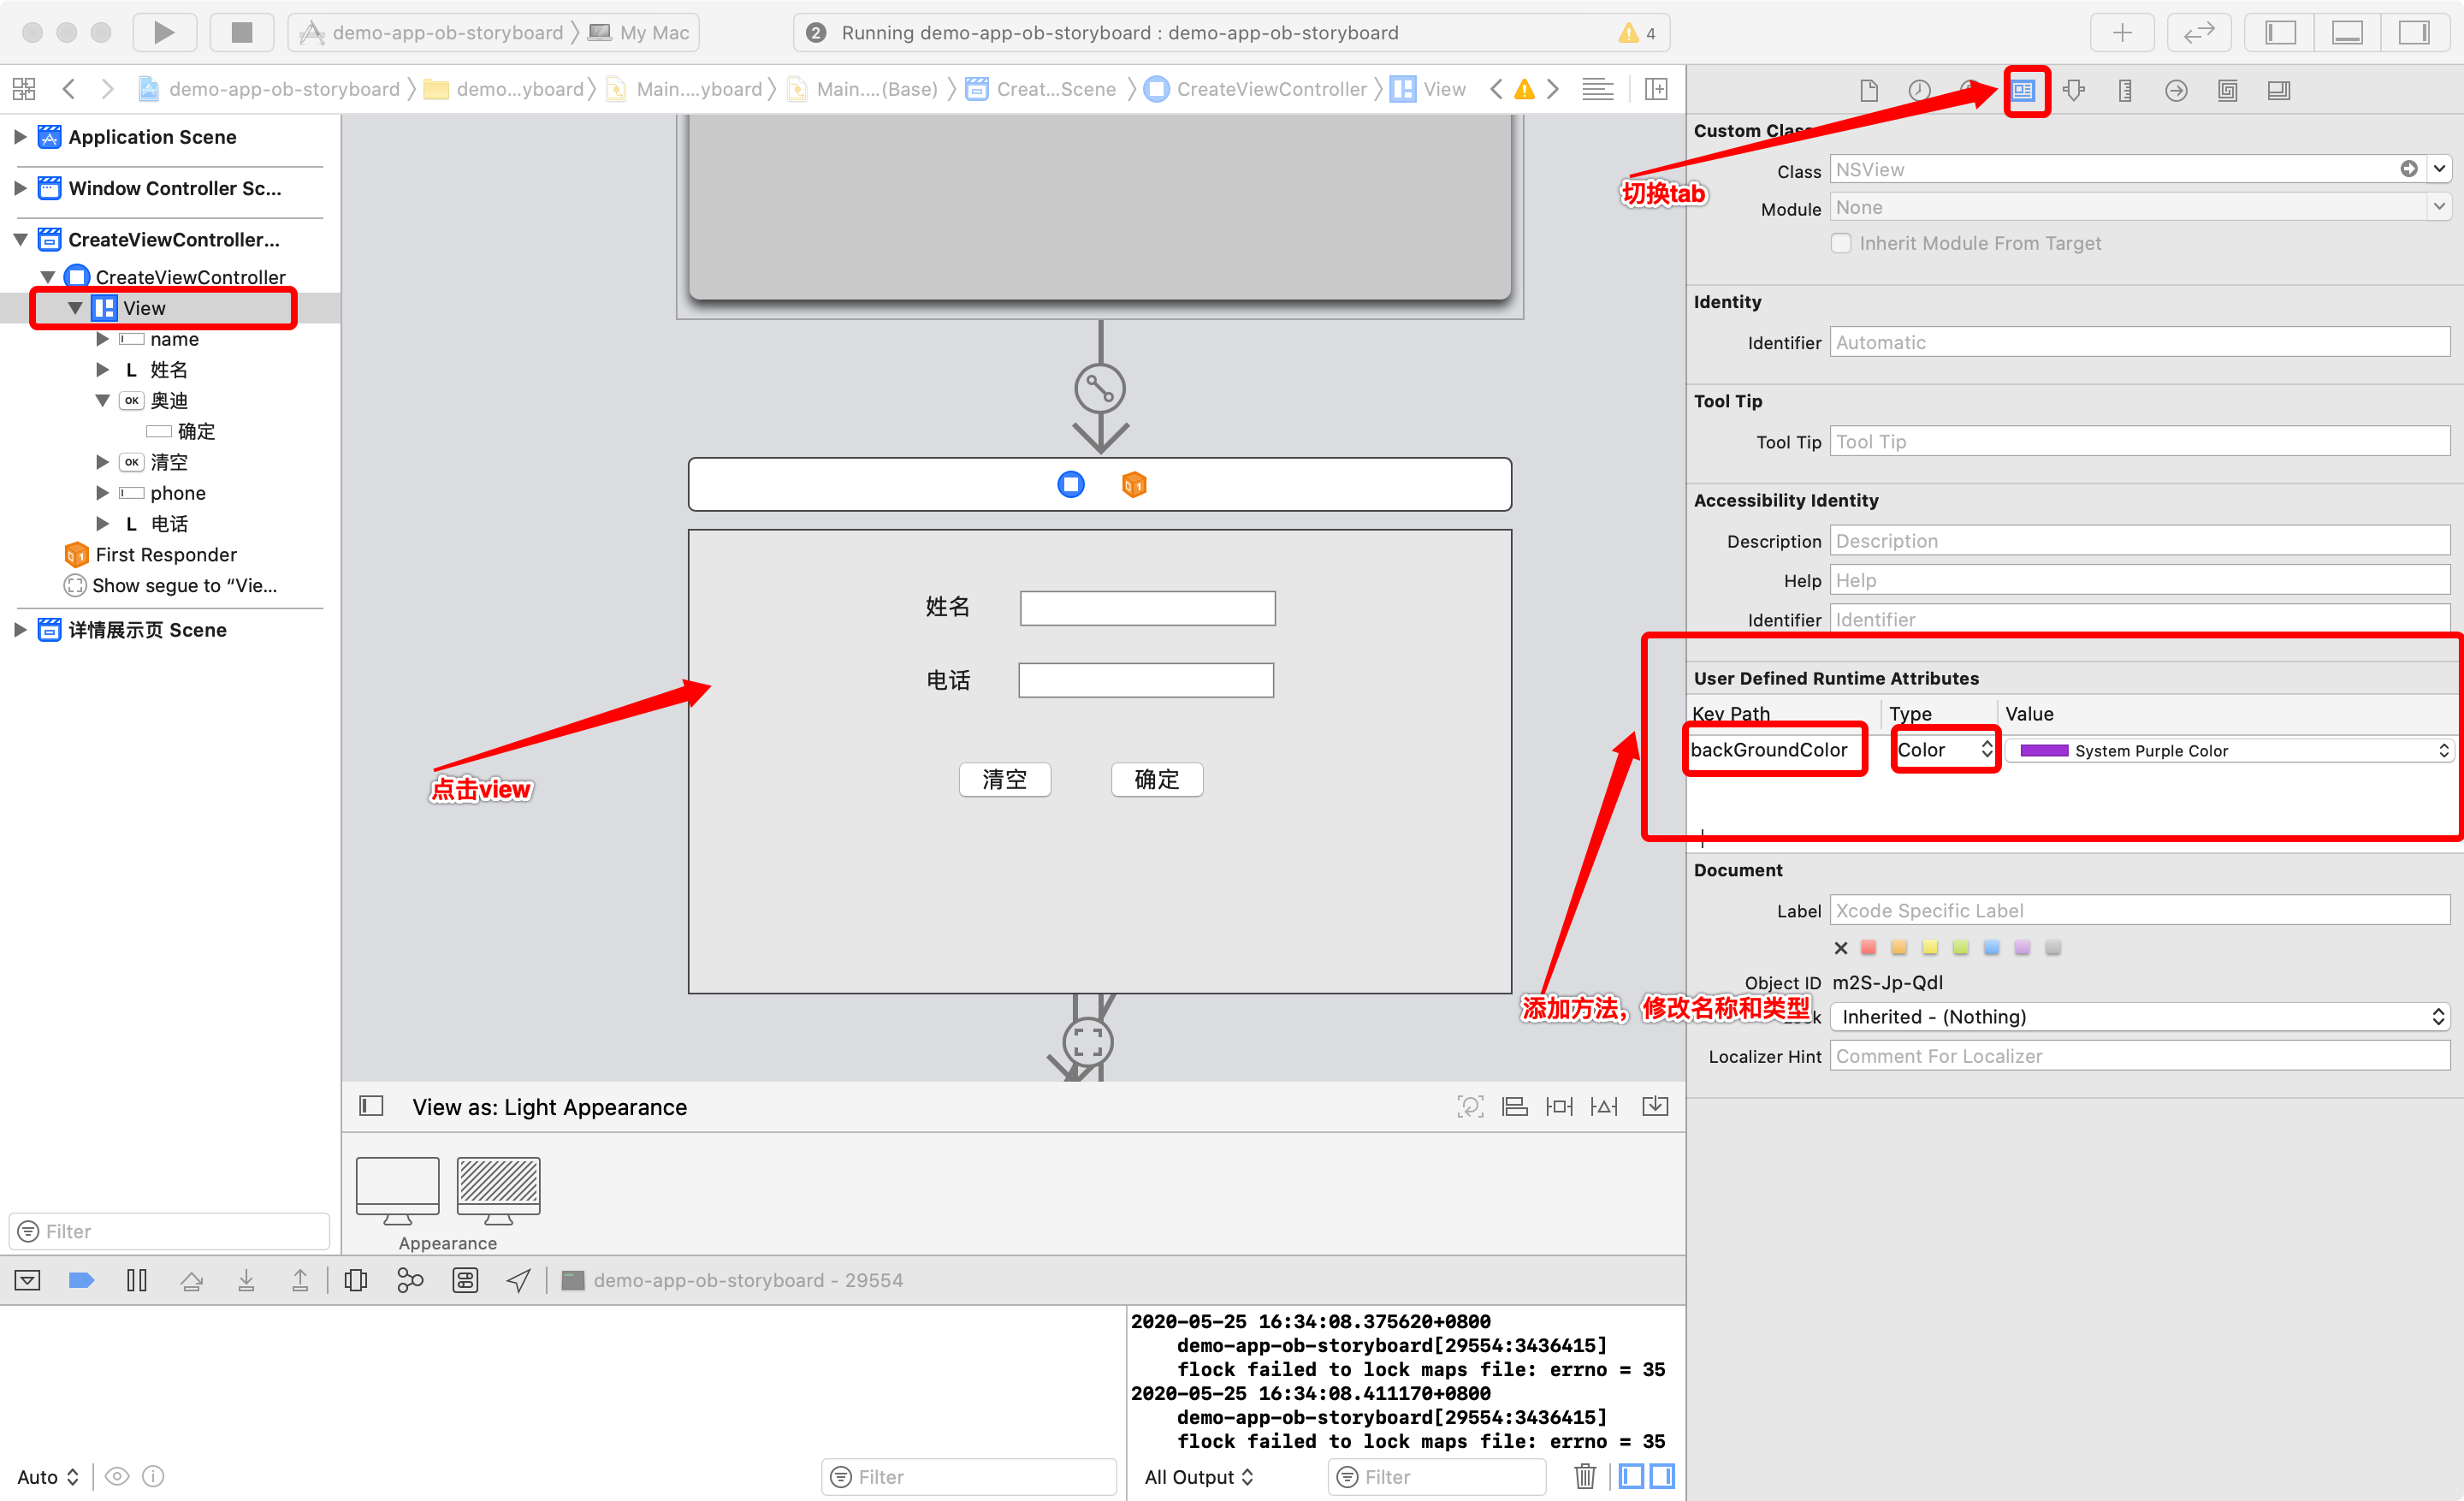 demo-app-ob-storyboard
My Mac
2
Running demo-app-ob-storyboard : demo-app-ob-storyboard
4
demo-app-ob-storyboard
demo...yboard
Main....yboard
Main....(Base)
Creat...Scene
CreateViewController
View
Application Scene
Window Controller Sc...
CreateViewController...
CreateViewController
View
name
L 姓名
OK 奥迪
确定
OK 清空
phone
L 电话
First Responder
Show segue to “Vie...
详情展示页 Scene
Filter
姓名
电话
清空
确定
点击view
切换tab
添加方法，修改名称和类型
View as: Light Appearance
Appearance
Custom Clas
Class NSView
Module None
Inherit Module From Target
Identity
Identifier Automatic
Tool Tip
Tool Tip Tool Tip
Accessibility Identity
Description Description
Help Help
Identifier Identifier
User Defined Runtime Attributes
Key Path Type Value
backGroundColor Color System Purple Color
Document
Label Xcode Specific Label
Object ID m2S-Jp-QdI
Inherited - (Nothing)
Localizer Hint Comment For Localizer
demo-app-ob-storyboard - 29554
2020-05-25 16:34:08.375620+0800
demo-app-ob-storyboard[29554:3436415]
flock failed to lock maps file: errno = 35
2020-05-25 16:34:08.411170+0800
demo-app-ob-storyboard[29554:3436415]
flock failed to lock maps file: errno = 35
Auto
Filter
All Output
Filter